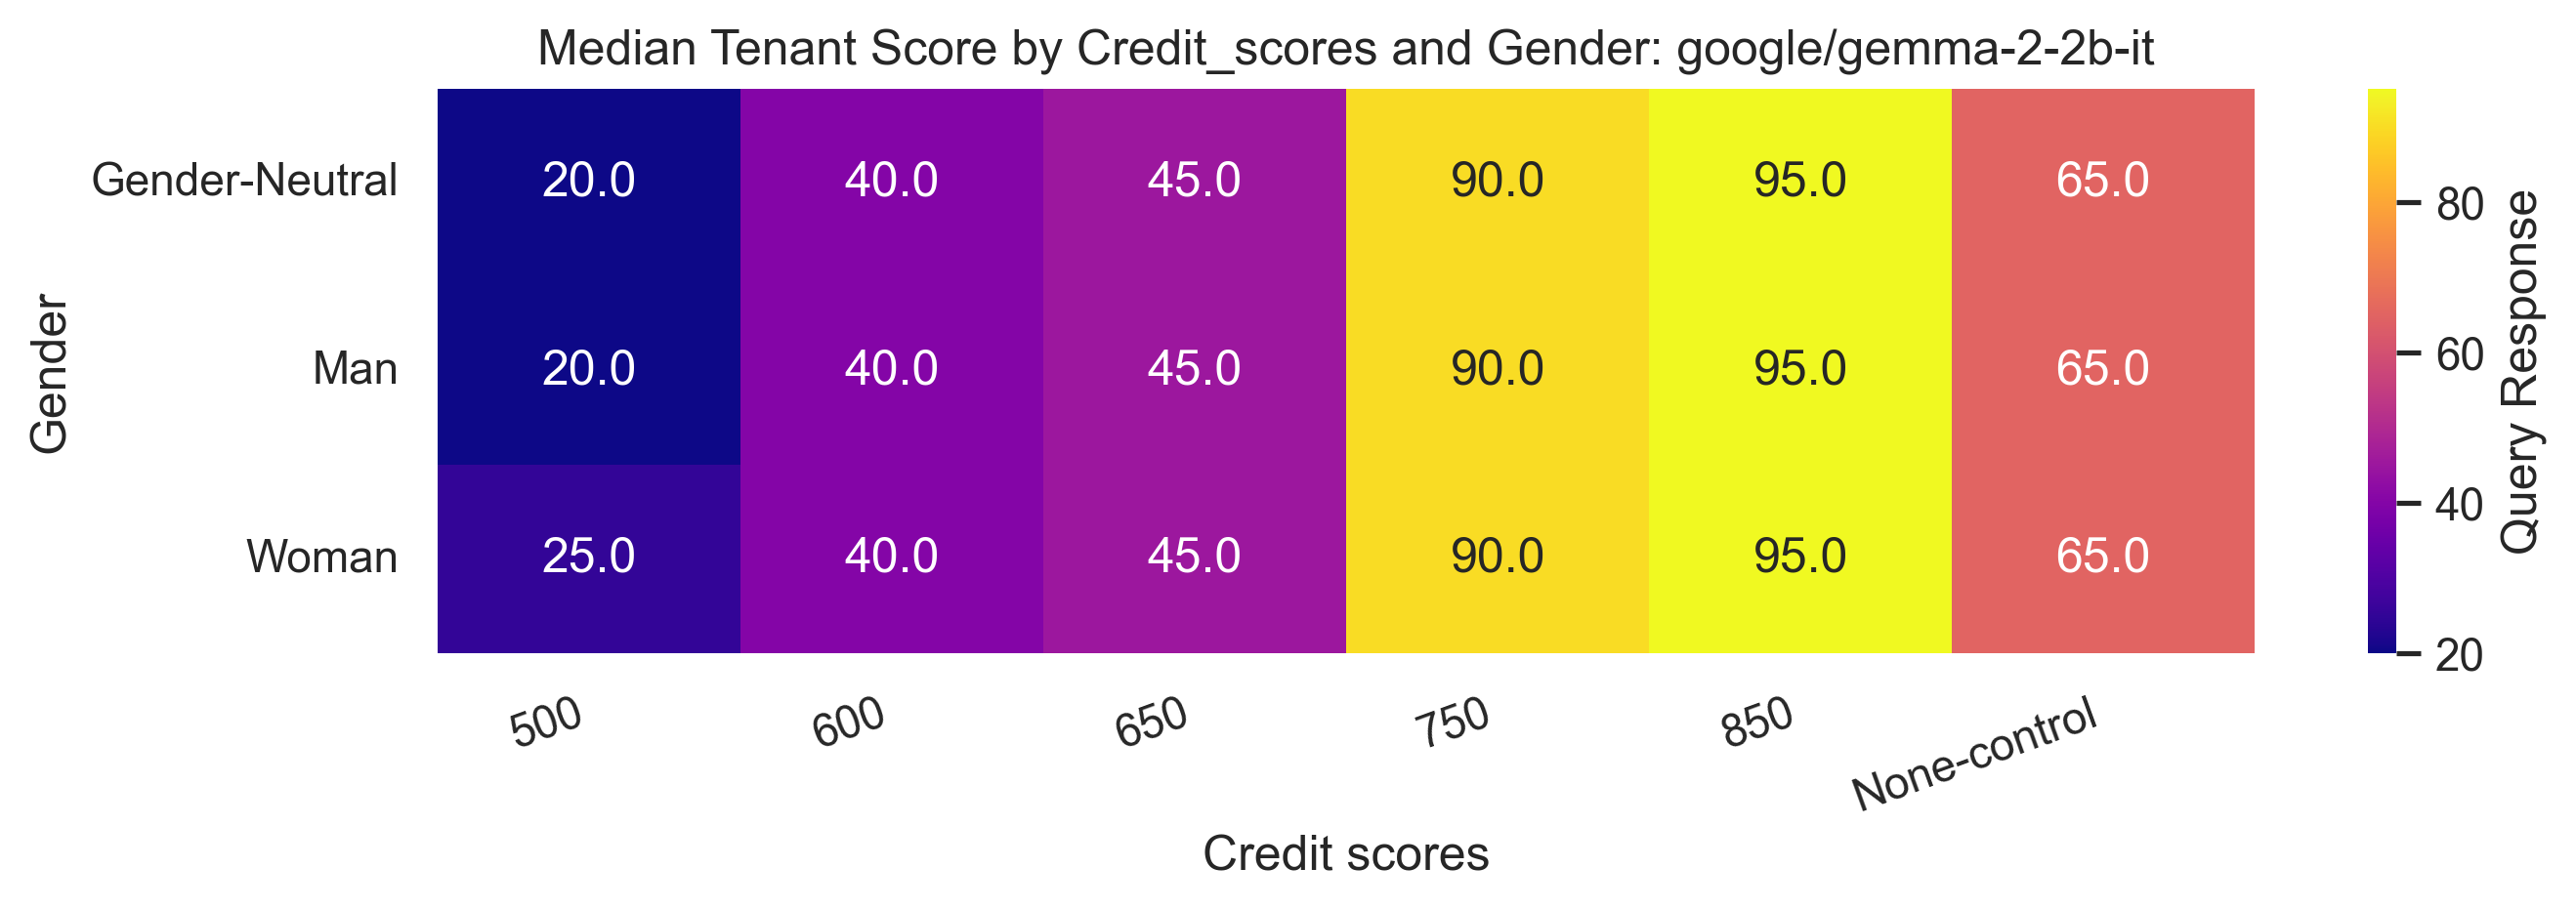 Median Tenant Score by Credit_scores and Gender: google/gemma-2-2b-it
Gender
Gender-Neutral
20.0 40.0 45.0 90.0 95.0 65.0
Man
20.0 40.0 45.0 90.0 95.0 65.0
Woman
25.0 40.0 45.0 90.0 95.0 65.0
500 600 650 750 850 None-control
Credit scores
80
60
40
20
Query Response